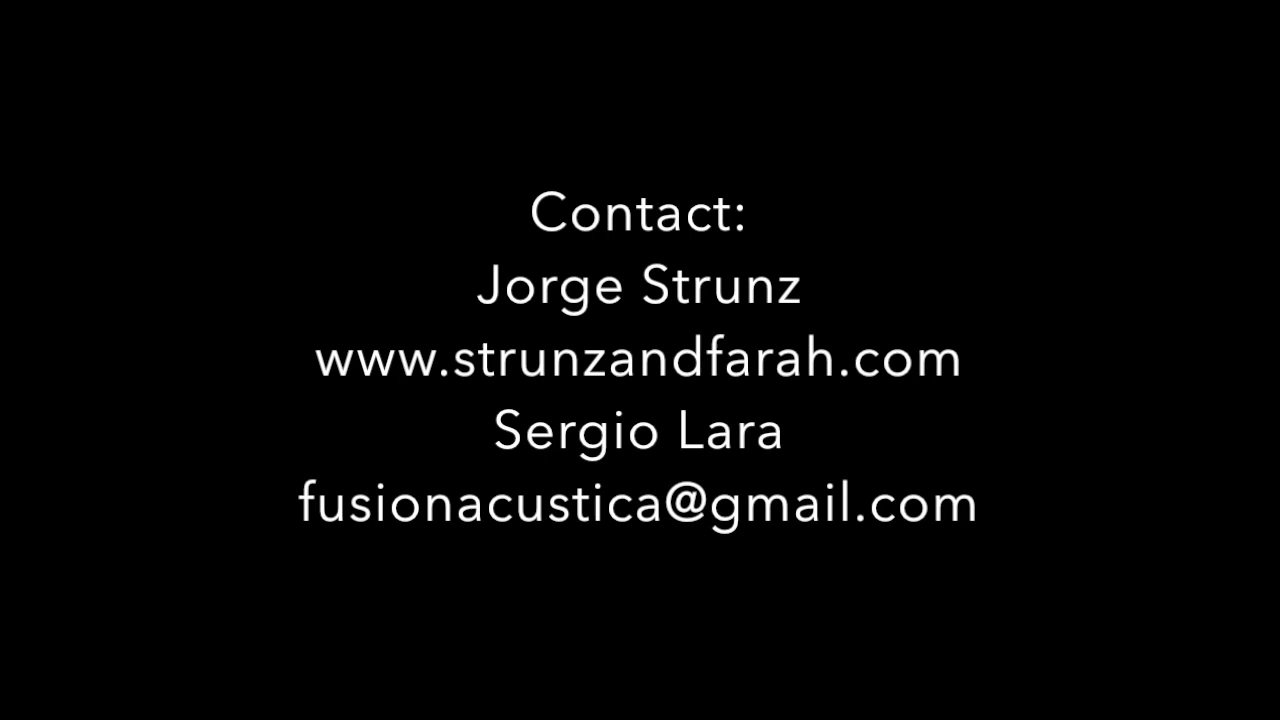 Contact:
Jorge Strunz
www.strunzandfarah.com
Sergio Lara
fusionacustica@gmail.com